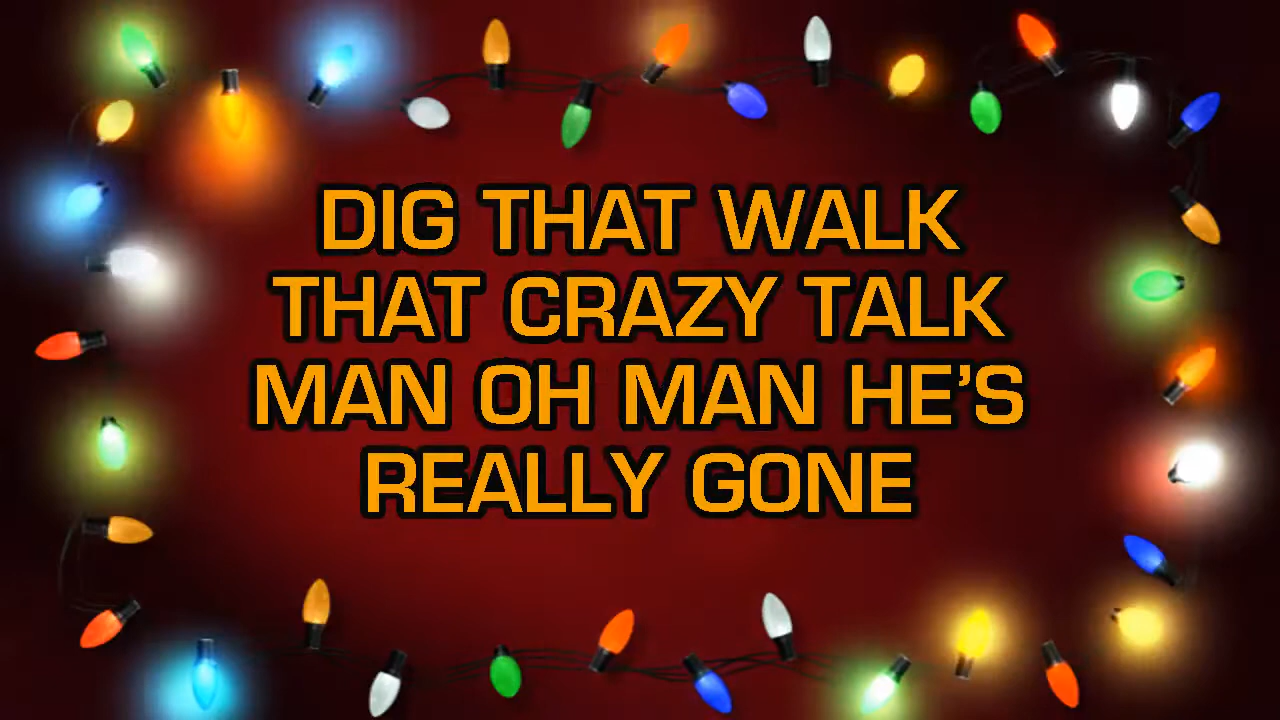 DIG THAT WALK
THAT CRAZY TALK
MAN OH MAN HE’S
REALLY GONE